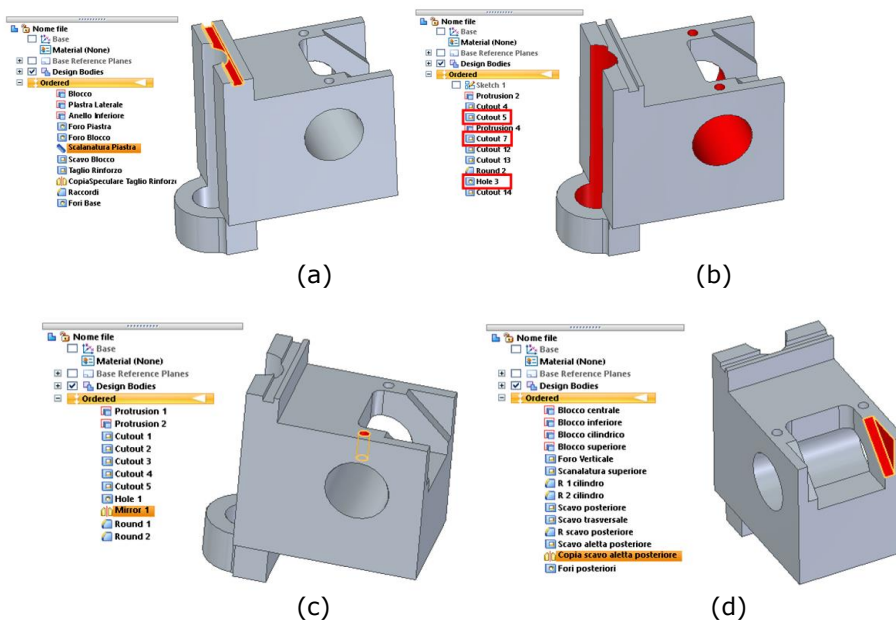 Nome file
Base
Material (None)
Base Reference Planes
Design Bodies
Ordered
Blocco
Plastra Laterale
Anello Inferiore
Foro Piastra
Foro Blocco
Scalanatura Piastra
Scavo Blocco
Taglio Rinforzo
CopiaSpeculare Taglio Rinforzo
Raccordi
Fori Base
(a)
Nome file
Base
Material (None)
Base Reference Planes
Design Bodies
Ordered
Sketch 1
Protrusion 2
Cutout 4
Cutout 5
Protrusion 4
Cutout 7
Cutout 12
Cutout 13
Round 2
Hole 3
Cutout 14
(b)
Nome file
Base
Material (None)
Base Reference Planes
Design Bodies
Ordered
Protrusion 1
Protrusion 2
Cutout 1
Cutout 2
Cutout 3
Cutout 4
Cutout 5
Hole 1
Mirror 1
Round 1
Round 2
(c)
Nome file
Base
Material (None)
Base Reference Planes
Design Bodies
Ordered
Blocco centrale
Blocco inferiore
Blocco cilindrico
Blocco superiore
Foro Verticale
Scanalatura superiore
R 1 cilindro
R 2 cilindro
Scavo posteriore
Scavo trasversale
R scavo posteriore
Scavo aletta posteriore
Copia scavo aletta posteriore
Fori posteriori
(d)